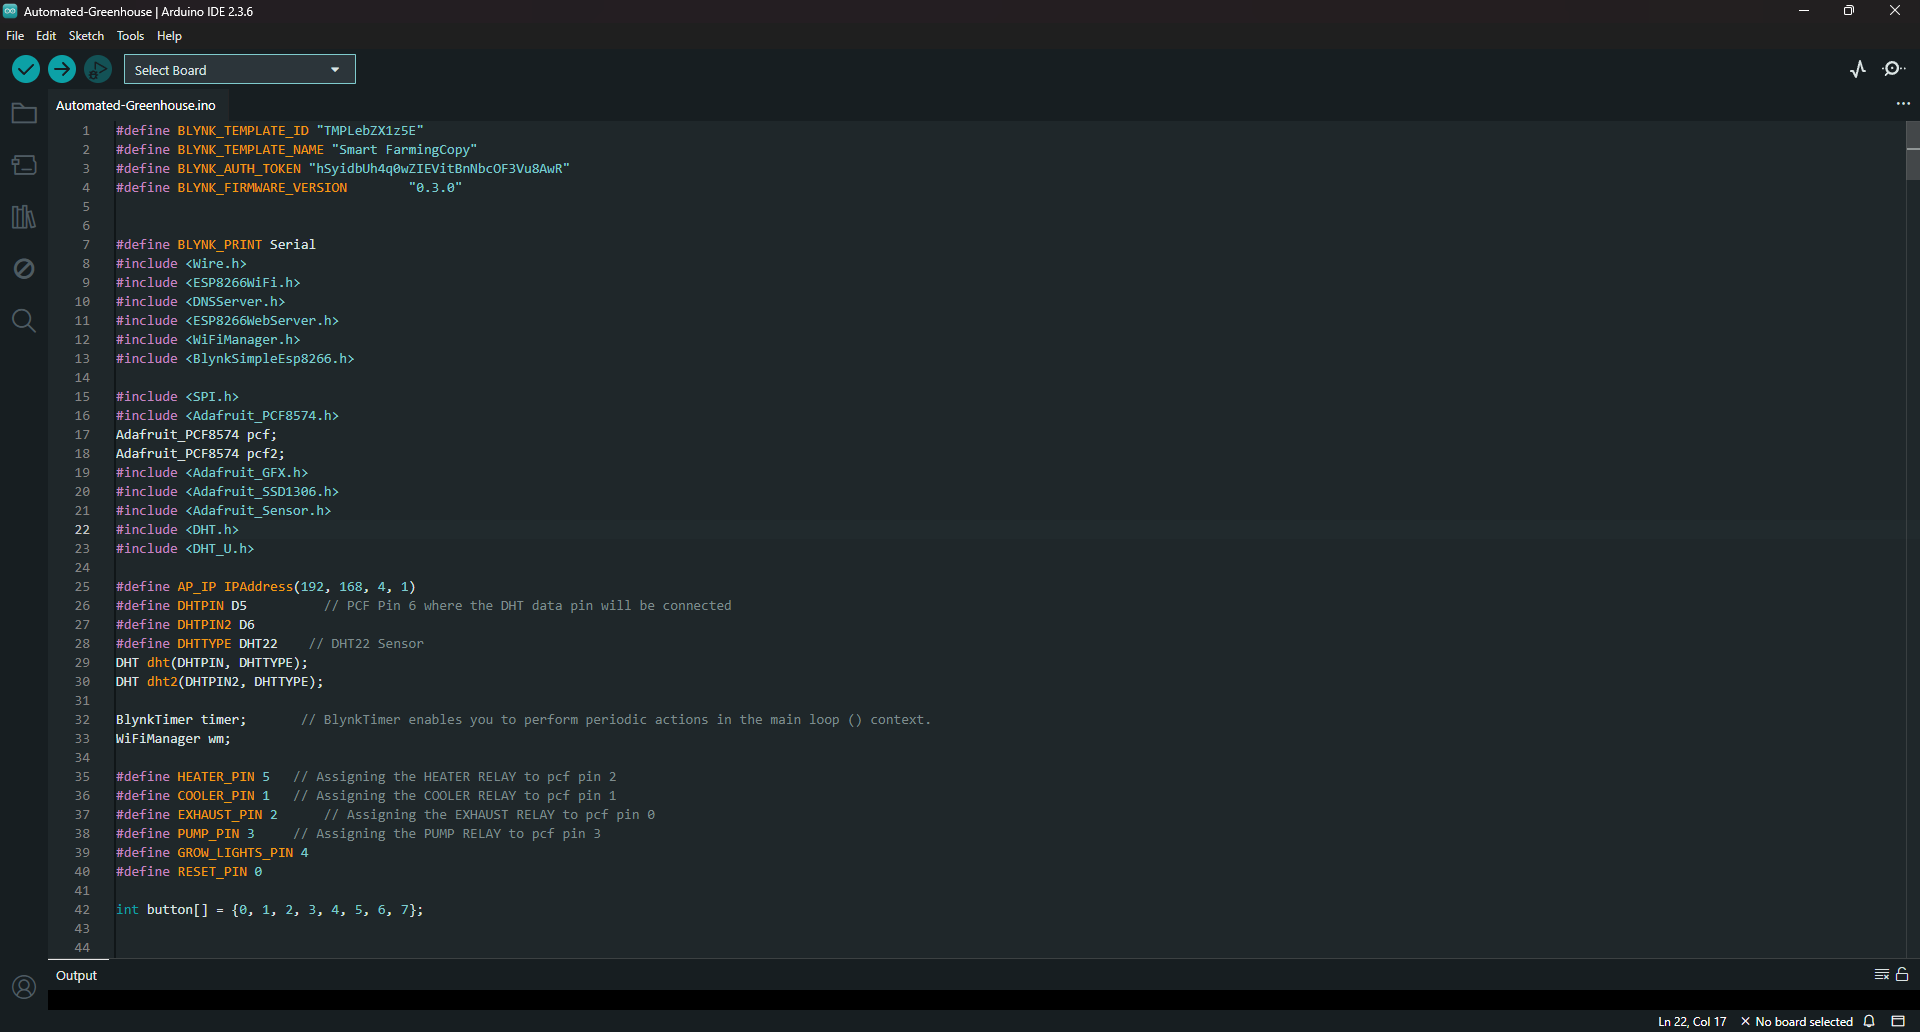 Automated-Greenhouse | Arduino IDE 2.3.6
File Edit Sketch Tools Help
Select Board
Automated-Greenhouse.ino
1 #define BLYNK_TEMPLATE_ID "TMPLebZX1z5E"
2 #define BLYNK_TEMPLATE_NAME "Smart FarmingCopy"
3 #define BLYNK_AUTH_TOKEN "hSyidbUh4q0wZIEVitBnNbcOF3Vu8AwR"
4 #define BLYNK_FIRMWARE_VERSION "0.3.0"
5
6
7 #define BLYNK_PRINT Serial
8 #include <Wire.h>
9 #include <ESP8266WiFi.h>
10 #include <DNSServer.h>
11 #include <ESP8266WebServer.h>
12 #include <WiFiManager.h>
13 #include <BlynkSimpleEsp8266.h>
14
15 #include <SPI.h>
16 #include <Adafruit_PCF8574.h>
17 Adafruit_PCF8574 pcf;
18 Adafruit_PCF8574 pcf2;
19 #include <Adafruit_GFX.h>
20 #include <Adafruit_SSD1306.h>
21 #include <Adafruit_Sensor.h>
22 #include <DHT.h>
23 #include <DHT_U.h>
24
25 #define AP_IP IPAddress(192, 168, 4, 1)
26 #define DHTPIN D5 // PCF Pin 6 where the DHT data pin will be connected
27 #define DHTPIN2 D6
28 #define DHTTYPE DHT22 // DHT22 Sensor
29 DHT dht(DHTPIN, DHTTYPE);
30 DHT dht2(DHTPIN2, DHTTYPE);
31
32 BlynkTimer timer; // BlynkTimer enables you to perform periodic actions in the main loop () context.
33 WiFiManager wm;
34
35 #define HEATER_PIN 5 // Assigning the HEATER RELAY to pcf pin 2
36 #define COOLER_PIN 1 // Assigning the COOLER RELAY to pcf pin 1
37 #define EXHAUST_PIN 2 // Assigning the EXHAUST RELAY to pcf pin 0
38 #define PUMP_PIN 3 // Assigning the PUMP RELAY to pcf pin 3
39 #define GROW_LIGHTS_PIN 4
40 #define RESET_PIN 0
41
42 int button[] = {0, 1, 2, 3, 4, 5, 6, 7};
43
44
Output
Ln 22, Col 17 × No board selected